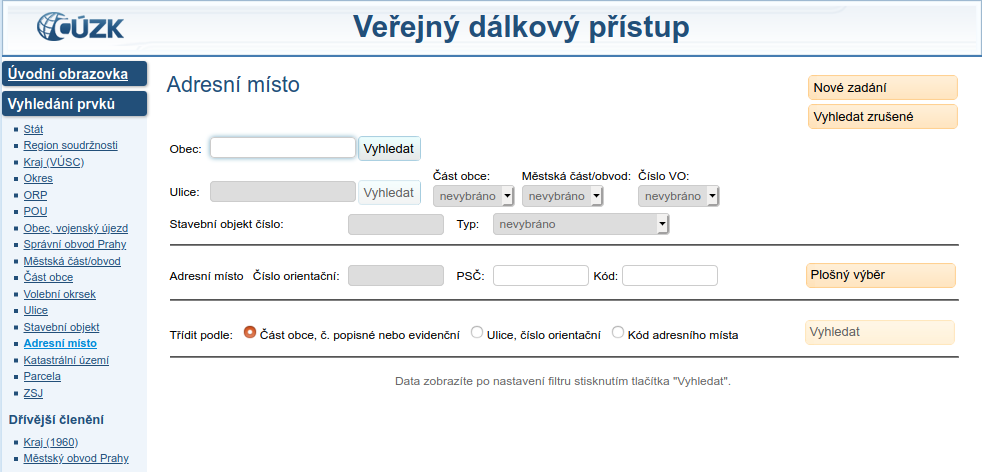 ČÚZK
Veřejný dálkový přístup
Úvodní obrazovka
Vyhledání prvků
Stát
Region soudržnosti
Kraj (VÚSC)
Okres
ORP
POU
Obec, vojenský újezd
Správní obvod Prahy
Městská část/obvod
Část obce
Volební okrsek
Ulice
Stavební objekt
Adresní místo
Katastrální území
Parcela
ZSJ
Dřívější členění
Kraj (1960)
Městský obvod Prahy
Adresní místo
Nové zadání
Vyhledat zrušené
Obec: Vyhledat
Část obce: Městská část/obvod: Číslo VO:
Ulice: Vyhledat nevybráno nevybráno nevybráno
Stavební objekt číslo: Typ: nevybráno
Adresní místo Číslo orientační: PSČ: Kód: Plošný výběr
Třídit podle: Část obce, č. popisné nebo evidenční Ulice, číslo orientační Kód adresního místa Vyhledat
Data zobrazíte po nastavení filtru stisknutím tlačítka "Vyhledat".